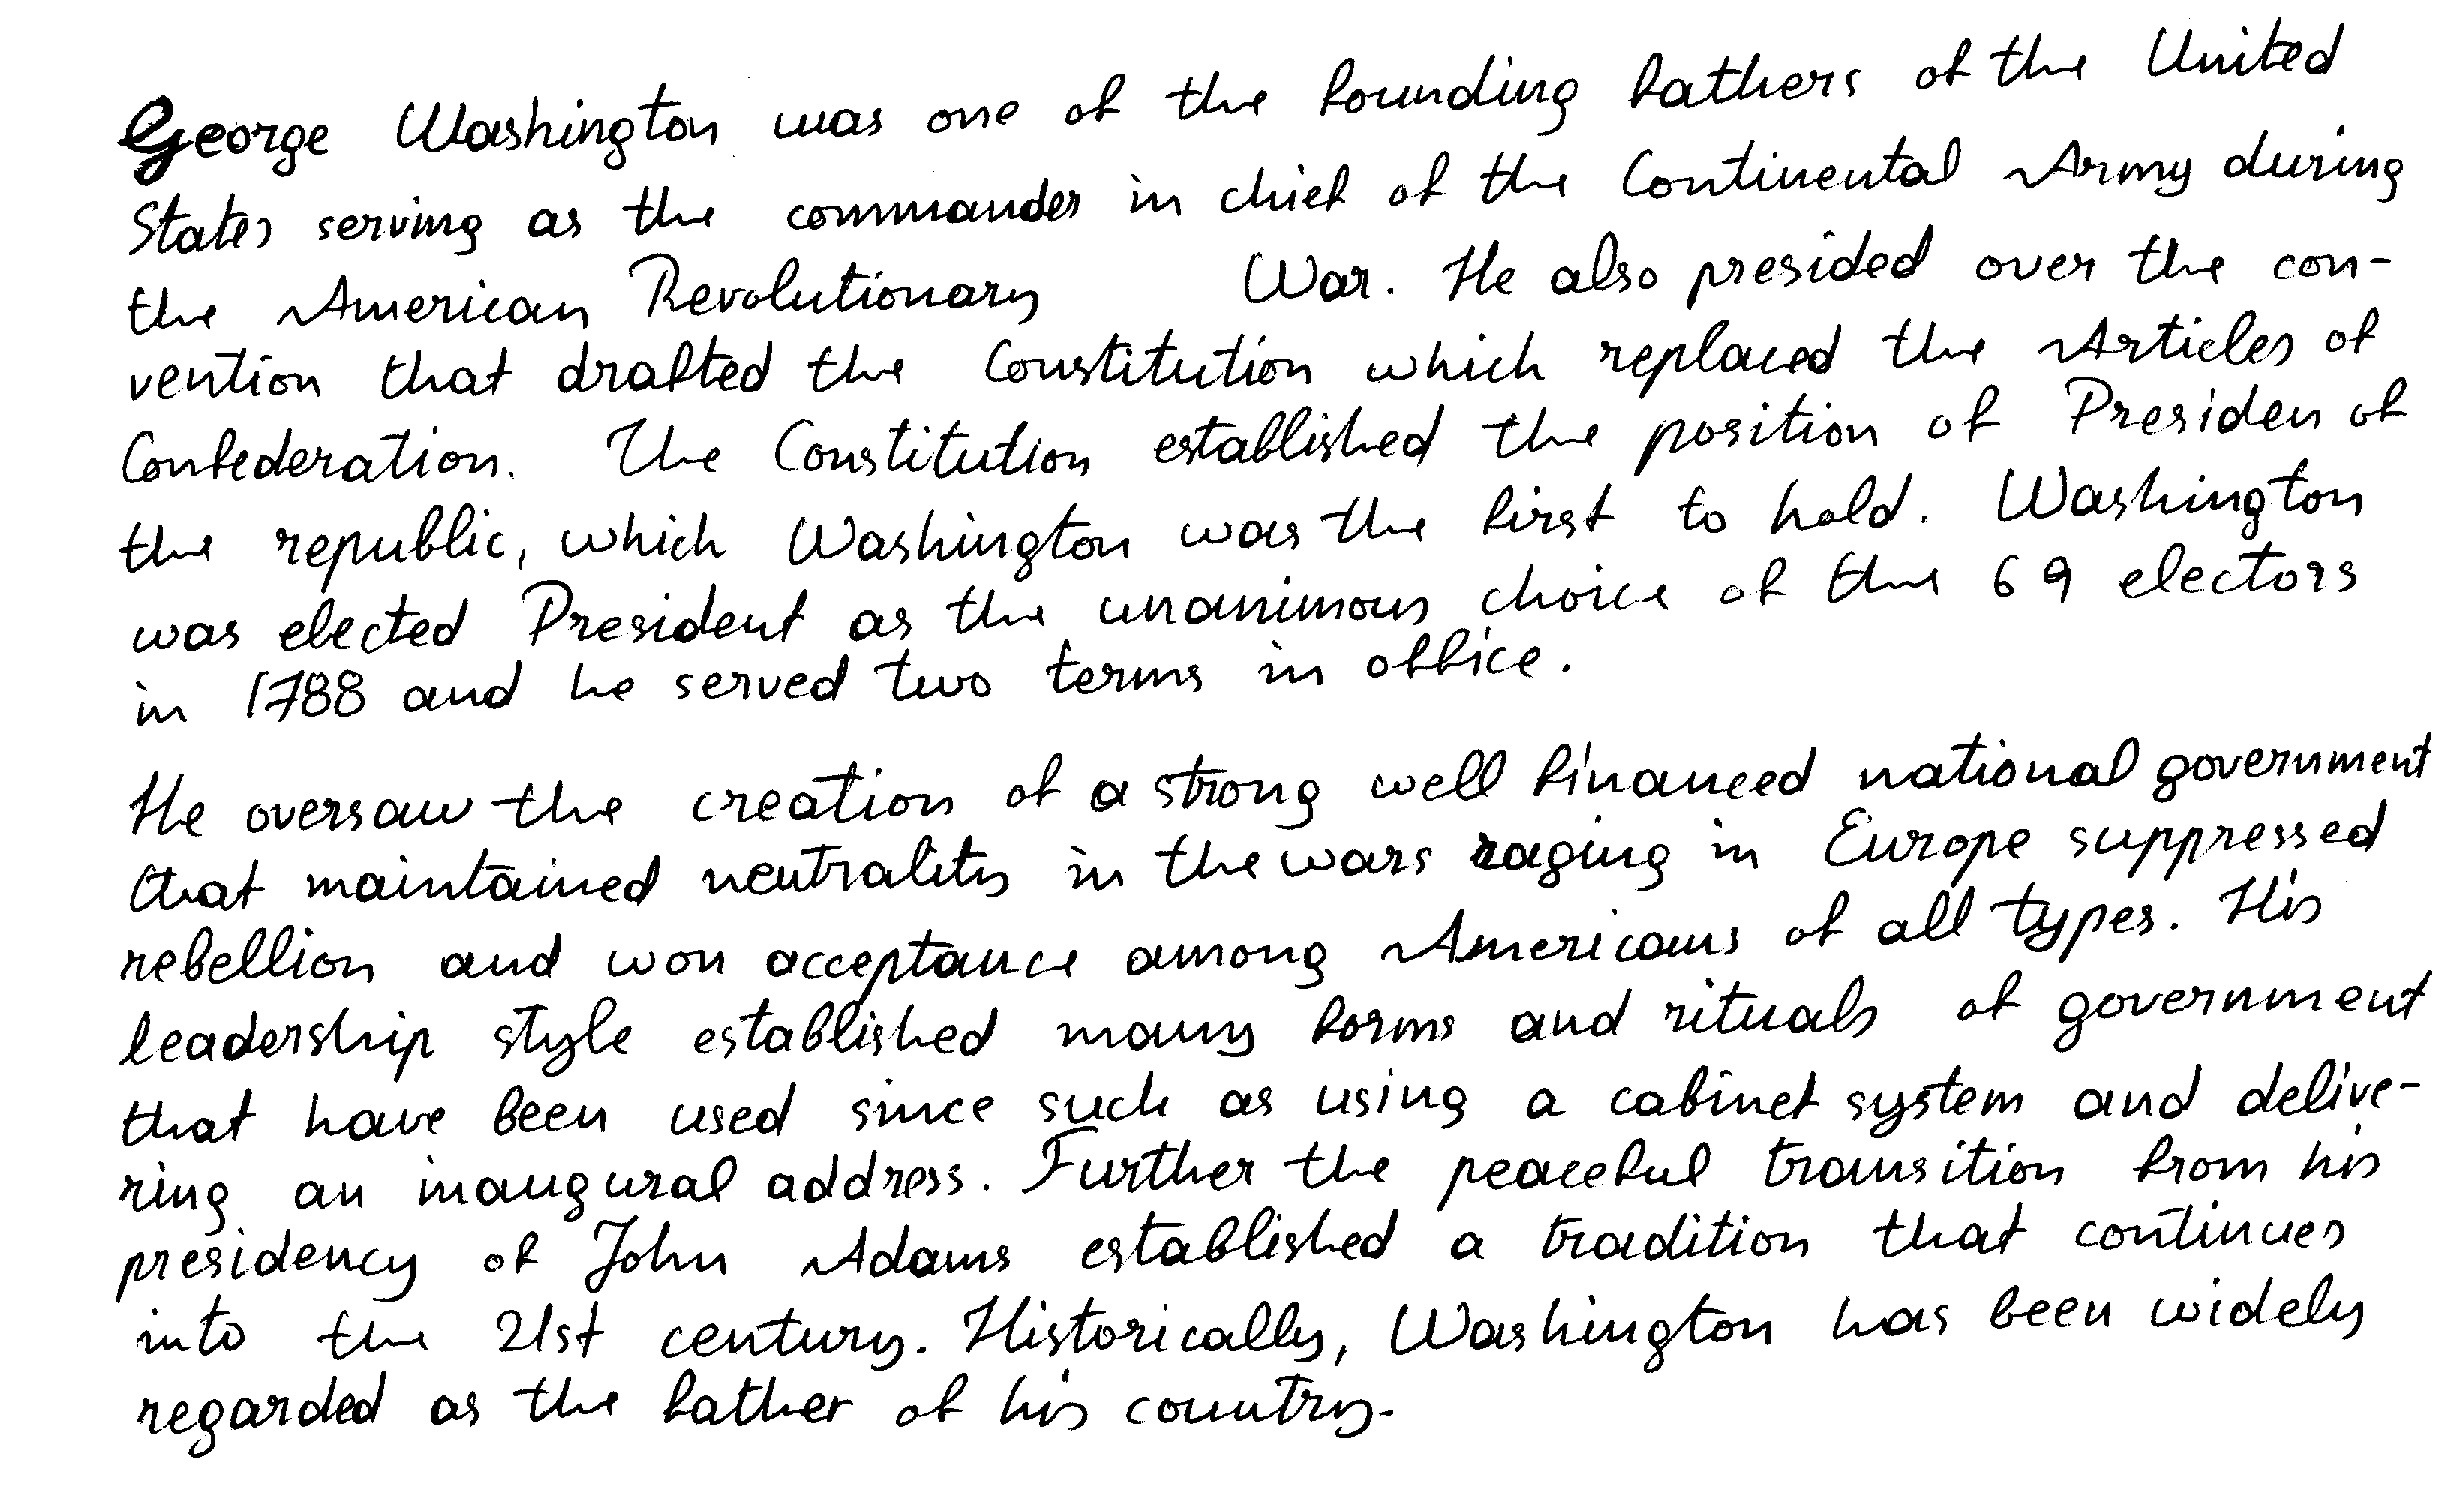 George Washington was one of the founding fathers of the United
States serving as the commander in chief of the Continental Army during
the American Revolutionary War. He also presided over the con-
vention that drafted the Constitution which replaced the Articles of
Confederation. The Constitution established the position of Presiden of
the republic, which Washington was the first to hold. Washington
was elected President as the unanimous choice of the 69 electors
in 1788 and he served two terms in office.
He oversaw the creation of a strong well financed national government
that maintained neutrality in the wars raging in Europe suppressed
rebellion and won acceptance among Americans of all types. His
leadership style established many forms and rituals of government
that have been used since such as using a cabinet system and delive-
ring an inaugural address. Further the peaceful transition from his
presidency of John Adams established a tradition that continues
into the 21st century. Historically, Washington has been widely
regarded as the father of his country.